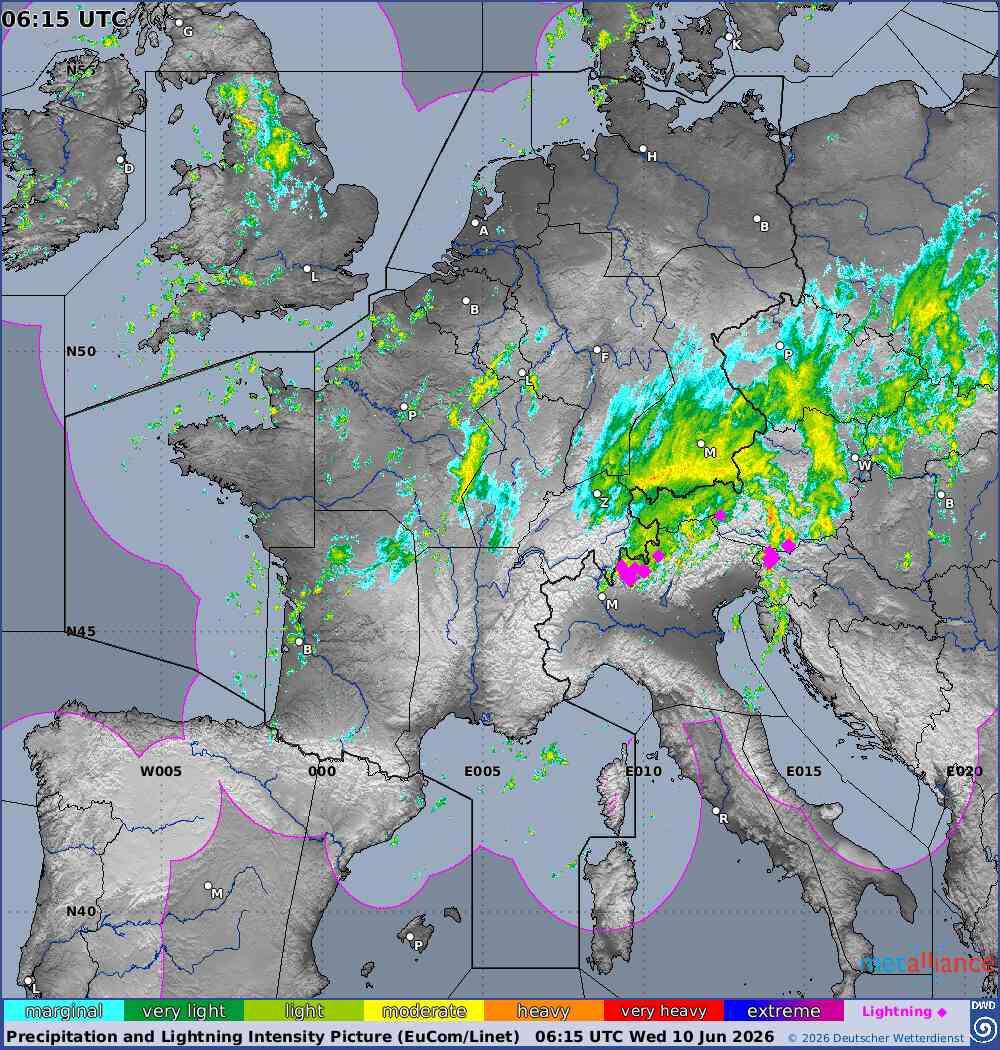 06:15 UTC
G
K
N55
D
H
A
B
B
L
N50
F
P
L
P
M
W
Z
B
M
N45
B
W005
000
E005
E010
E015
E020
R
M
N40
P
metalliance
L
marginal very light light moderate heavy very heavy extreme Lightning
DWD
Precipitation and Lightning Intensity Picture (EuCom/Linet) 06:15 UTC Wed 10 Jun 2026 © 2026 Deutscher Wetterdienst